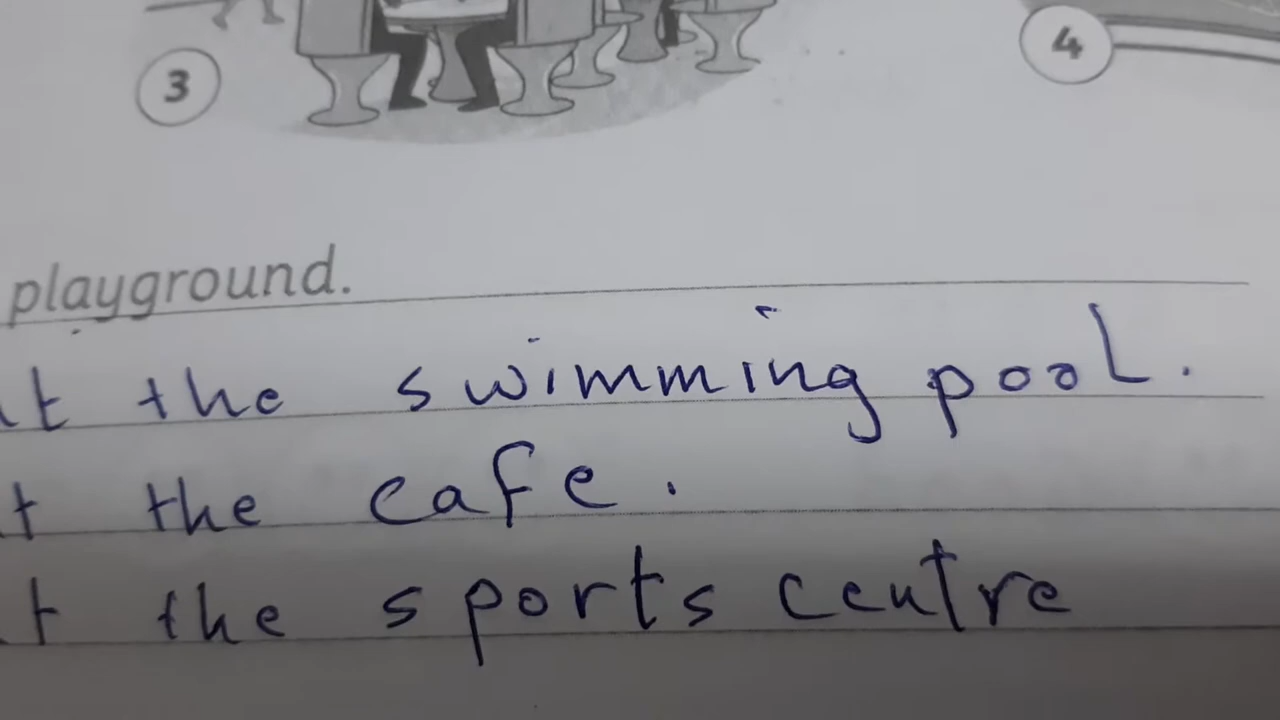 3
4
playground.
t the swimming pool.
t the cafe.
t the sports centre